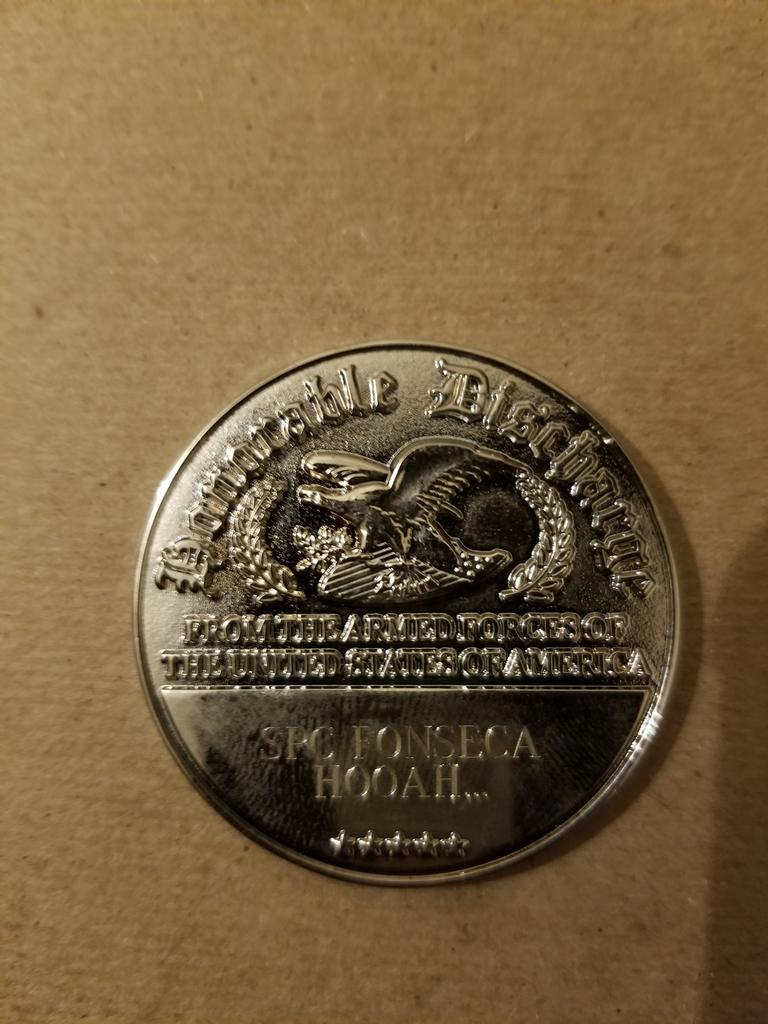 Honorable Discharge
FROM THE ARMED FORCES OF
THE UNITED STATES OF AMERICA
SPC FONSECA
HOOAH...